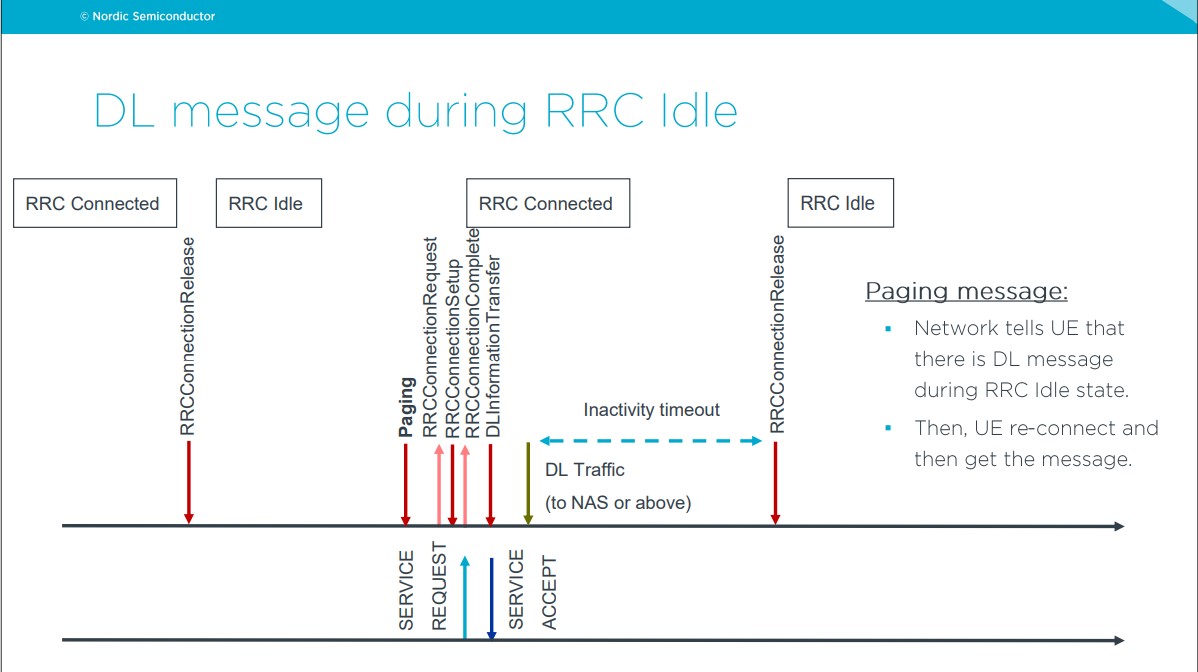 © Nordic Semiconductor
DL message during RRC Idle
RRC Connected
RRC Idle
RRC Connected
RRC Idle
RRCConnectionRelease
Paging
RRCConnectionRequest
RRCConnectionSetup
RRCConnectionComplete
DLInformationTransfer
RRCConnectionRelease
Inactivity timeout
DL Traffic
(to NAS or above)
SERVICE
REQUEST
SERVICE
ACCEPT
Paging message:
▪ Network tells UE that
there is DL message
during RRC Idle state.
▪ Then, UE re-connect and
then get the message.